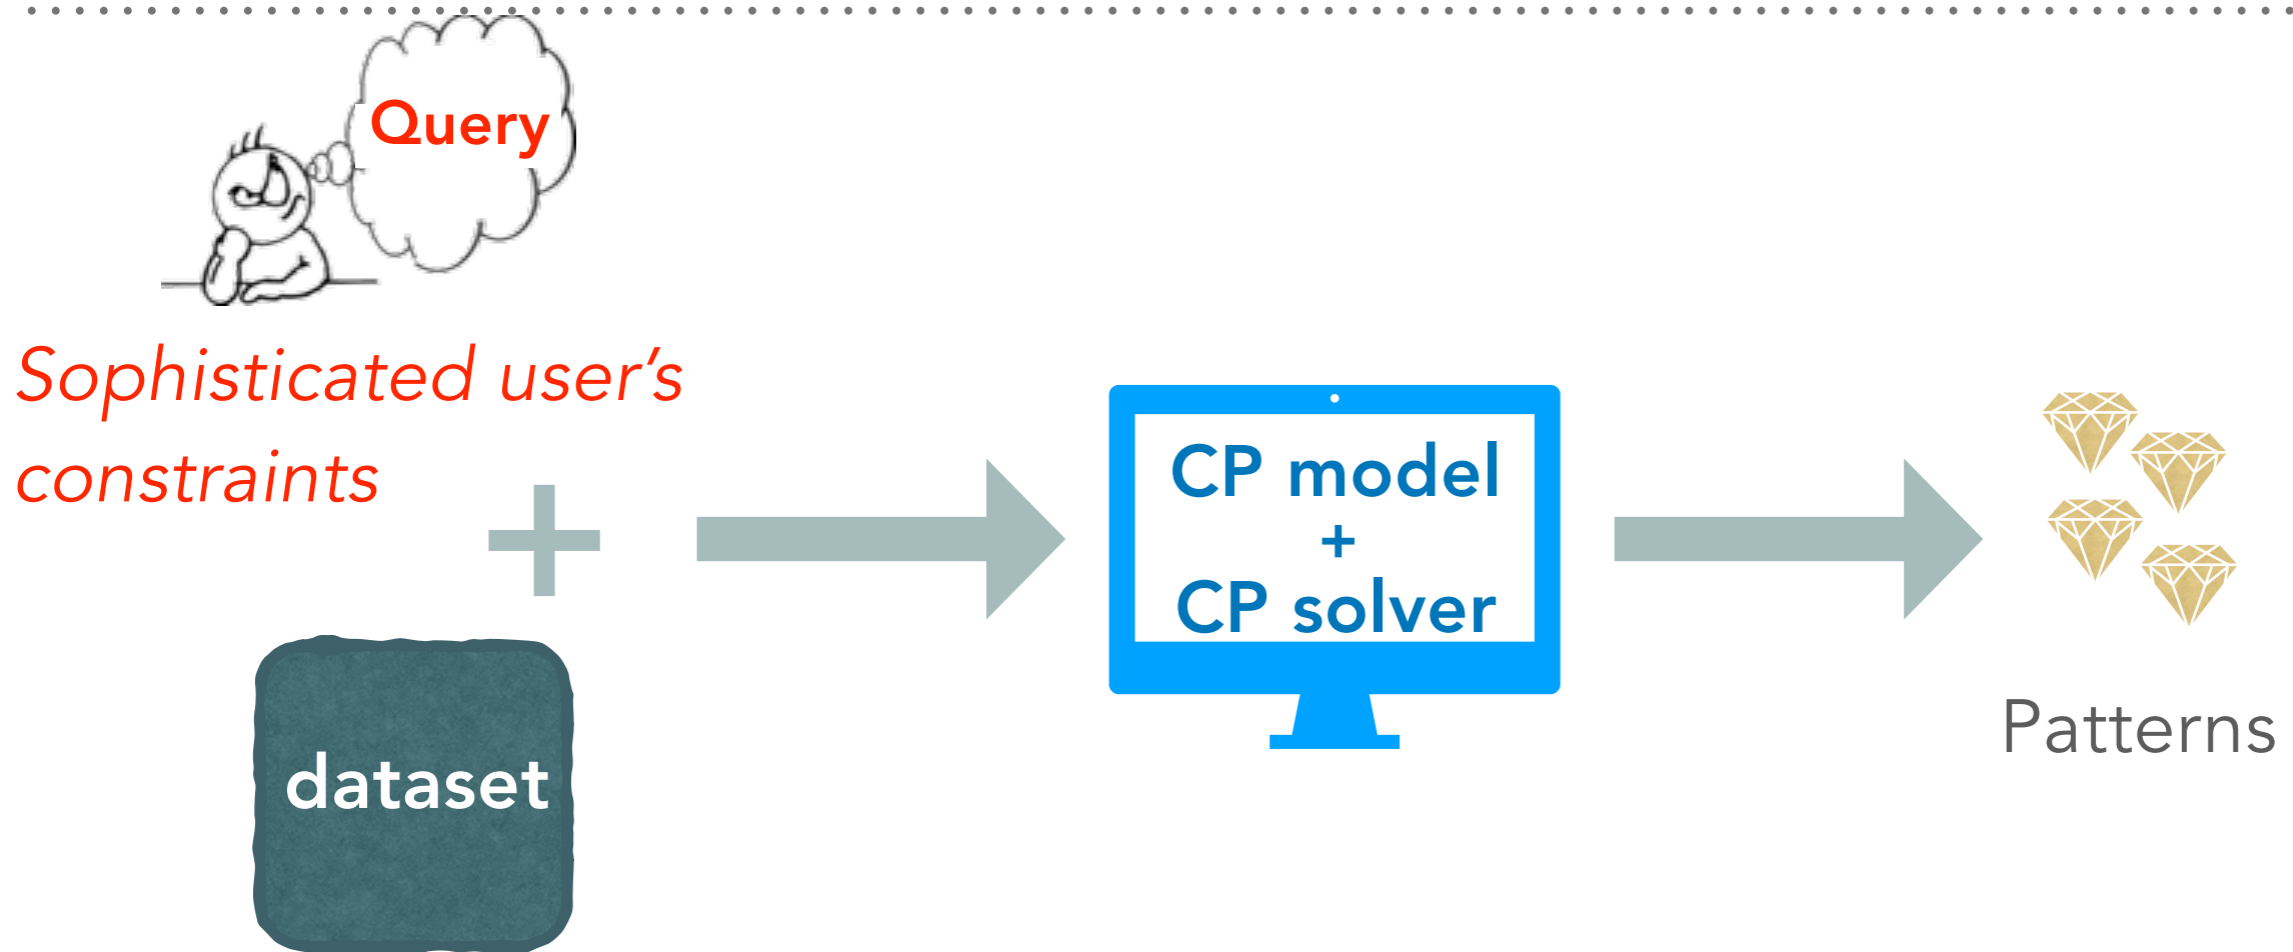 Query
Sophisticated user’s
constraints
+
dataset
CP model
+
CP solver
Patterns